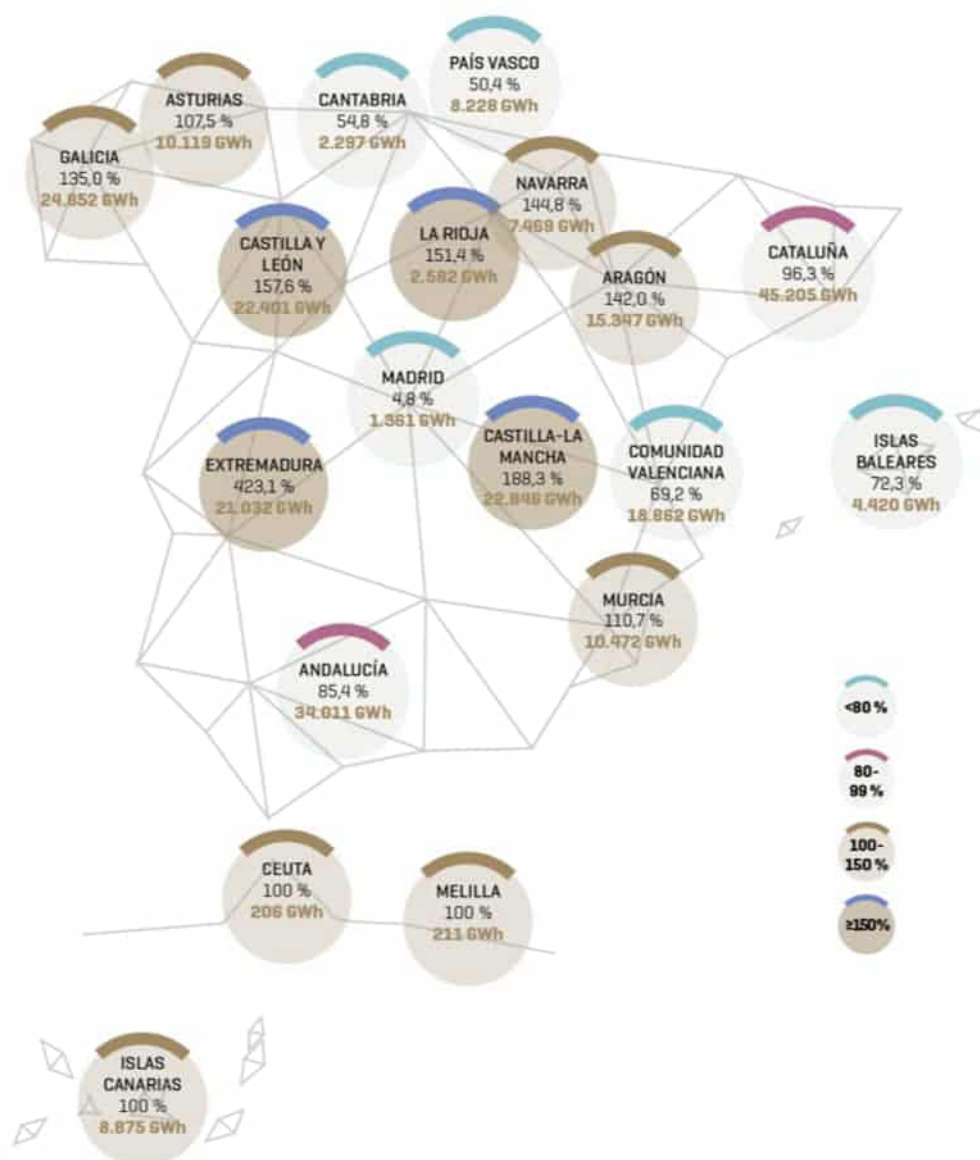 PAÍS VASCO
50,4 %
8.228 GWh
ASTURIAS
107,5 %
10.119 GWh
CANTABRIA
54,8 %
2.297 GWh
GALICIA
135,0 %
24.652 GWh
NAVARRA
144,8 %
7.469 GWh
CASTILLA Y
LEÓN
157,6 %
22.401 GWh
LA RIOJA
151,4 %
2.582 GWh
ARAGÓN
142,0 %
15.347 GWh
CATALUÑA
96,3 %
45.205 GWh
MADRID
4,8 %
1.361 GWh
EXTREMADURA
423,1 %
21.032 GWh
CASTILLA-LA
MANCHA
188,3 %
22.846 GWh
COMUNIDAD
VALENCIANA
69,2 %
18.862 GWh
ISLAS
BALEARES
72,3 %
4.420 GWh
MURCIA
110,7 %
10.472 GWh
ANDALUCÍA
85,4 %
34.011 GWh
<80 %
80-
99 %
100-
150 %
≥150%
CEUTA
100 %
206 GWh
MELILLA
100 %
211 GWh
ISLAS
CANARIAS
100 %
8.875 GWh